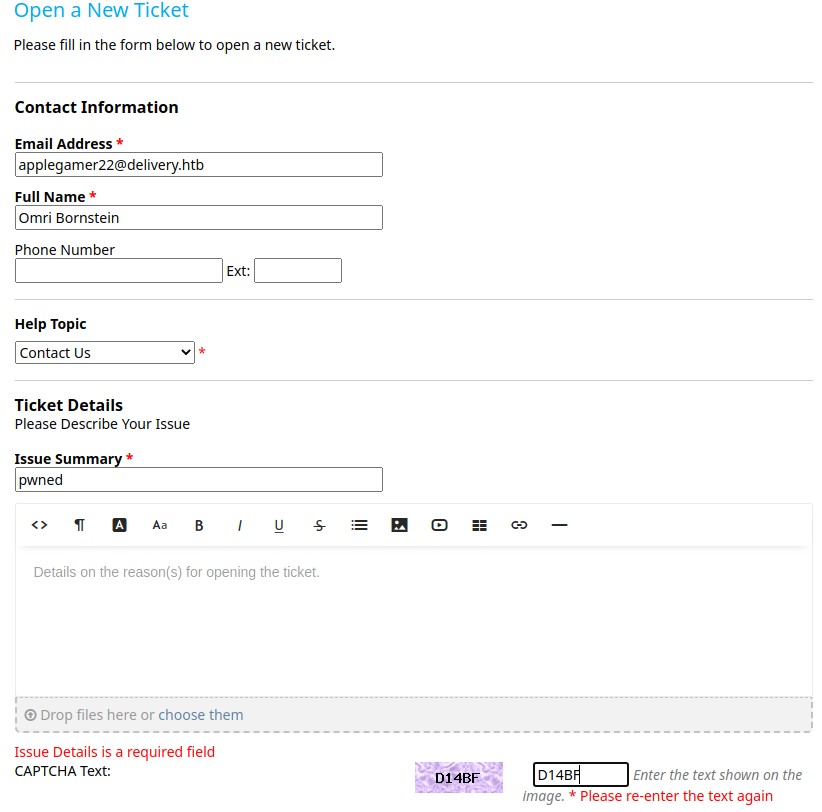 Open a New Ticket
Please fill in the form below to open a new ticket.
Contact Information
Email Address *
applegamer22@delivery.htb
Full Name *
Omri Bornstein
Phone Number
Ext:
Help Topic
Contact Us *
Ticket Details
Please Describe Your Issue
Issue Summary *
pwned
<> ¶ A Aa B I U S
Details on the reason(s) for opening the ticket.
Drop files here or choose them
Issue Details is a required field
CAPTCHA Text: D14BF D14BF Enter the text shown on the
image. * Please re-enter the text again